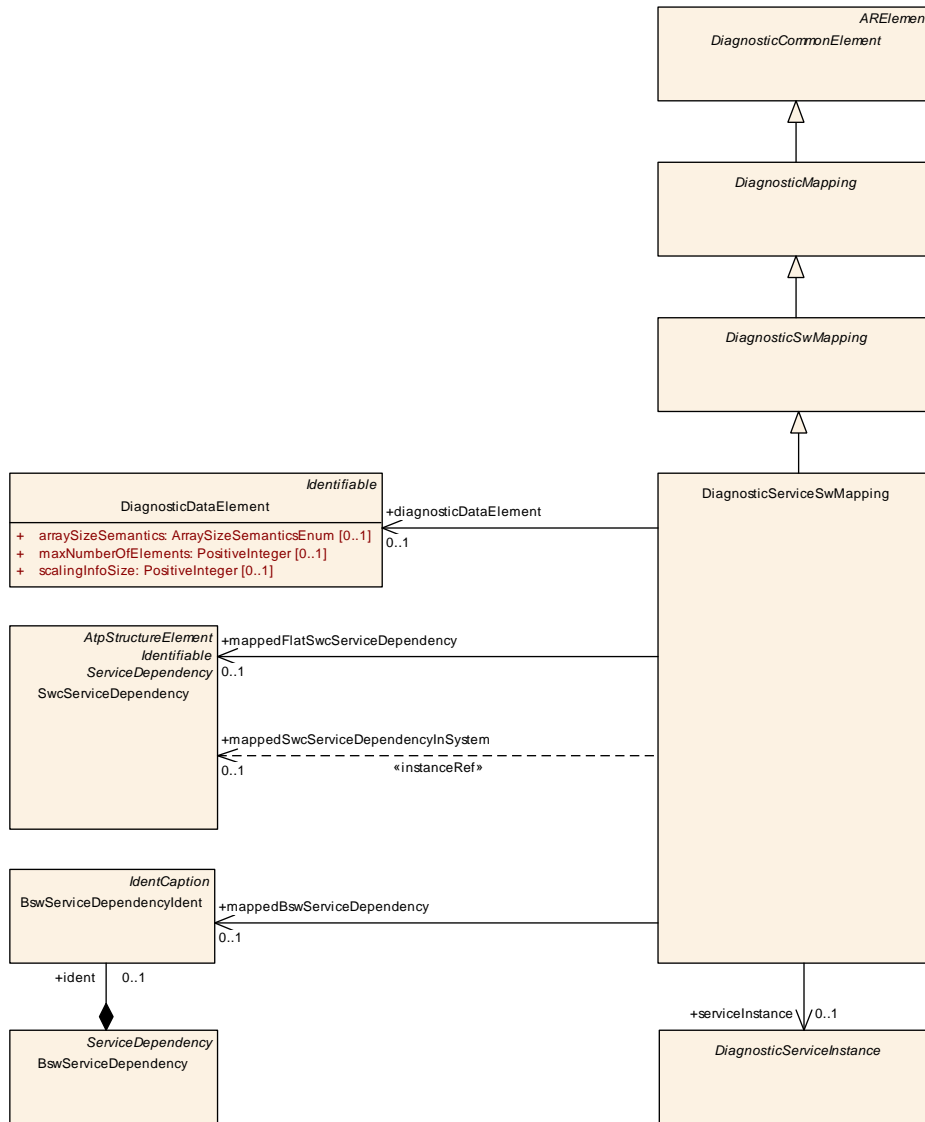 ARElemen
DiagnosticCommonElement
DiagnosticMapping
DiagnosticSwMapping
Identifiable
DiagnosticDataElement
+ arraySizeSemantics: ArraySizeSemanticsEnum [0..1]
+ maxNumberOfElements: PositiveInteger [0..1]
+ scalingInfoSize: PositiveInteger [0..1]
+diagnosticDataElement
0..1
DiagnosticServiceSwMapping
AtpStructureElement
Identifiable
ServiceDependency
SwcServiceDependency
+mappedFlatSwcServiceDependency
0..1
+mappedSwcServiceDependencyInSystem
0..1
«instanceRef»
IdentCaption
BswServiceDependencyIdent
+mappedBswServiceDependency
0..1
+ident
0..1
+serviceInstance
0..1
ServiceDependency
BswServiceDependency
DiagnosticServiceInstance